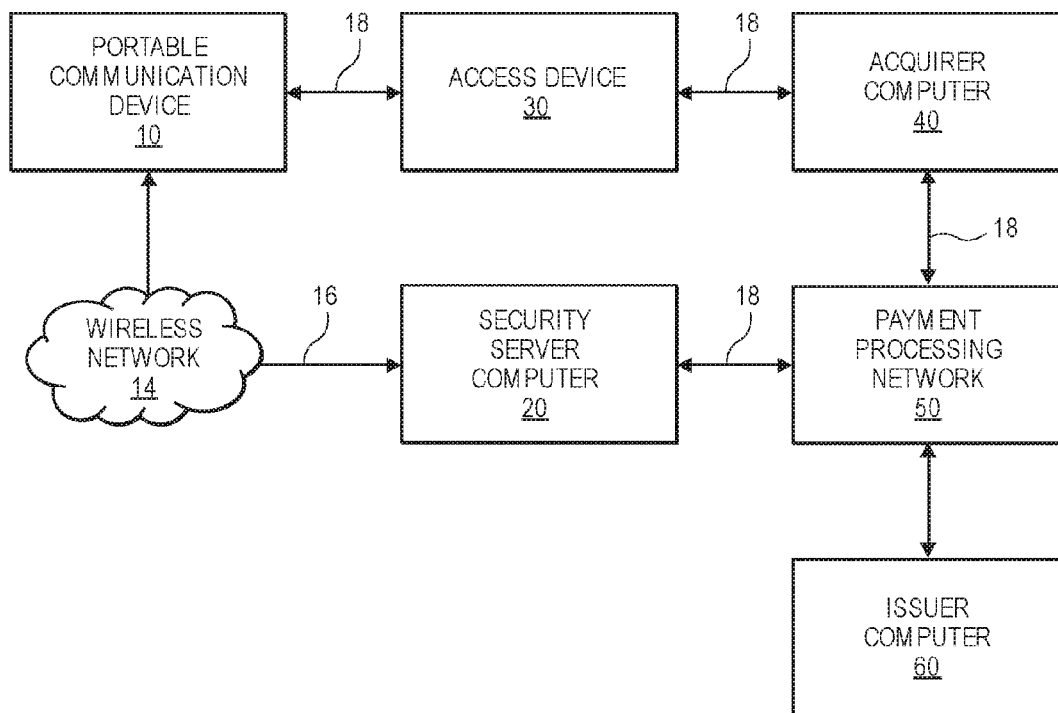 18
18
PORTABLE
COMMUNICATION
DEVICE
10
ACCESS DEVICE
30
ACQUIRER
COMPUTER
40
18
16
18
WIRELESS
NETWORK
14
SECURITY
SERVER
COMPUTER
20
PAYMENT
PROCESSING
NETWORK
50
ISSUER
COMPUTER
60